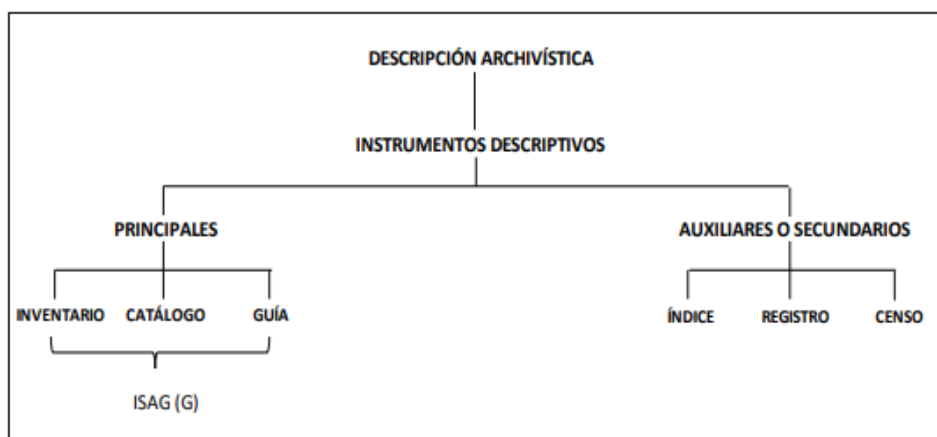 DESCRIPCIÓN ARCHIVÍSTICA
INSTRUMENTOS DESCRIPTIVOS
PRINCIPALES
AUXILIARES O SECUNDARIOS
INVENTARIO
CATÁLOGO
GUÍA
ÍNDICE
REGISTRO
CENSO
ISAG (G)